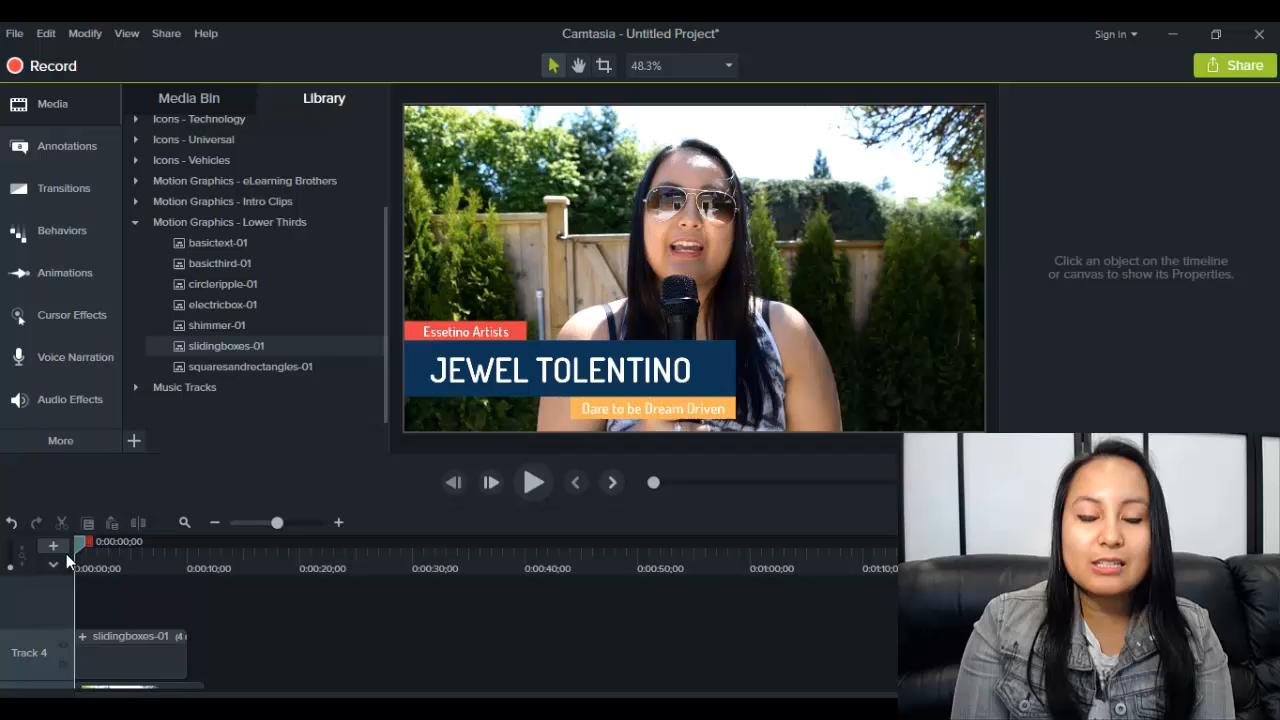 File Edit Modify View Share Help
Camtasia - Untitled Project*
Sign In
Record
48.3%
Share
Media
Annotations
Transitions
Behaviors
Animations
Cursor Effects
Voice Narration
Audio Effects
More
Media Bin Library
Icons - Technology
Icons - Universal
Icons - Vehicles
Motion Graphics - eLearning Brothers
Motion Graphics - Intro Clips
Motion Graphics - Lower Thirds
basictext-01
basicthird-01
circleripple-01
electricbox-01
shimmer-01
slidingboxes-01
squaresandrectangles-01
Music Tracks
Essetino Artists
JEWEL TOLENTINO
Dare to be Dream Driven
Click an object on the timeline
or canvas to show its Properties.
0:00:00;00
0:00:00;00 0:00:10;00 0:00:20;00 0:00:30;00 0:00:40;00 0:00:50;00 0:01:00;00 0:01:10
slidingboxes-01 (4
Track 4